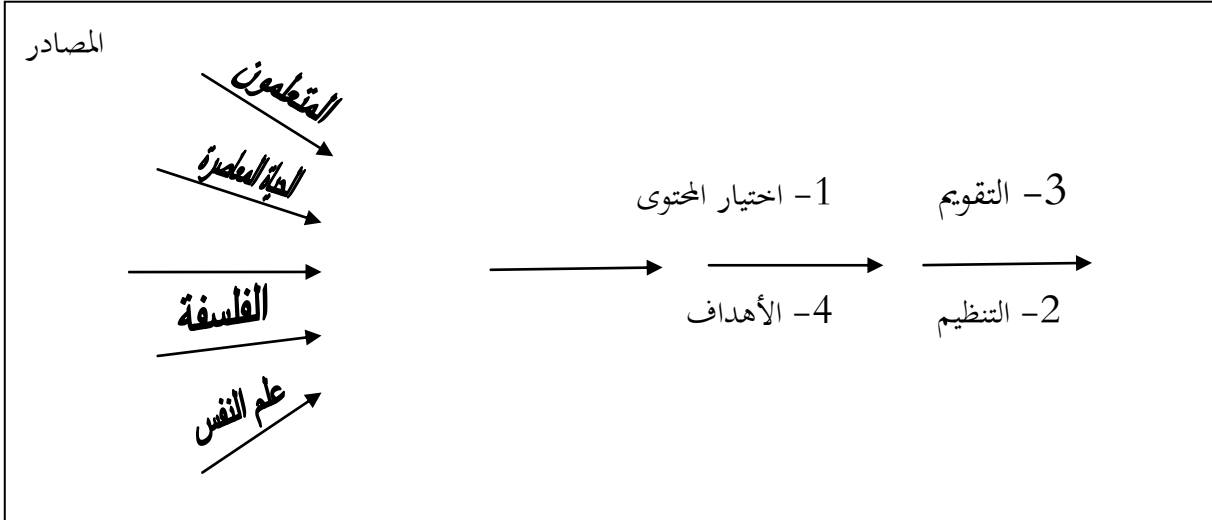 المصادر
المتعلمون
الحياة المعاصرة
الفلسفة
علم النفس
1- اختيار المحتوى
3- التقويم
4- الأهداف
2- التنظيم